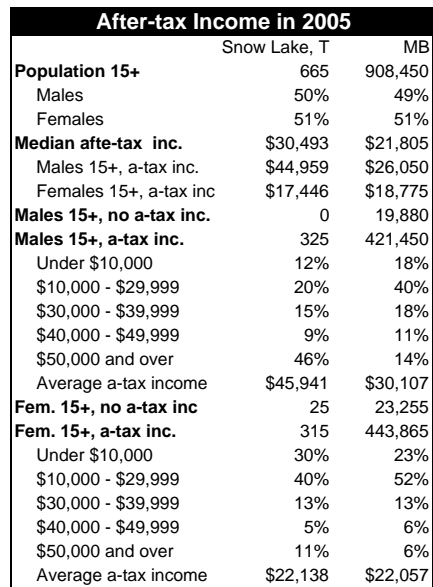 After-tax Income in 2005
Snow Lake, T MB
Population 15+ 665 908,450
Males 50% 49%
Females 51% 51%
Median afte-tax inc. $30,493 $21,805
Males 15+, a-tax inc. $44,959 $26,050
Females 15+, a-tax inc $17,446 $18,775
Males 15+, no a-tax inc. 0 19,880
Males 15+, a-tax inc. 325 421,450
Under $10,000 12% 18%
$10,000 - $29,999 20% 40%
$30,000 - $39,999 15% 18%
$40,000 - $49,999 9% 11%
$50,000 and over 46% 14%
Average a-tax income $45,941 $30,107
Fem. 15+, no a-tax inc 25 23,255
Fem. 15+, a-tax inc. 315 443,865
Under $10,000 30% 23%
$10,000 - $29,999 40% 52%
$30,000 - $39,999 13% 13%
$40,000 - $49,999 5% 6%
$50,000 and over 11% 6%
Average a-tax income $22,138 $22,057